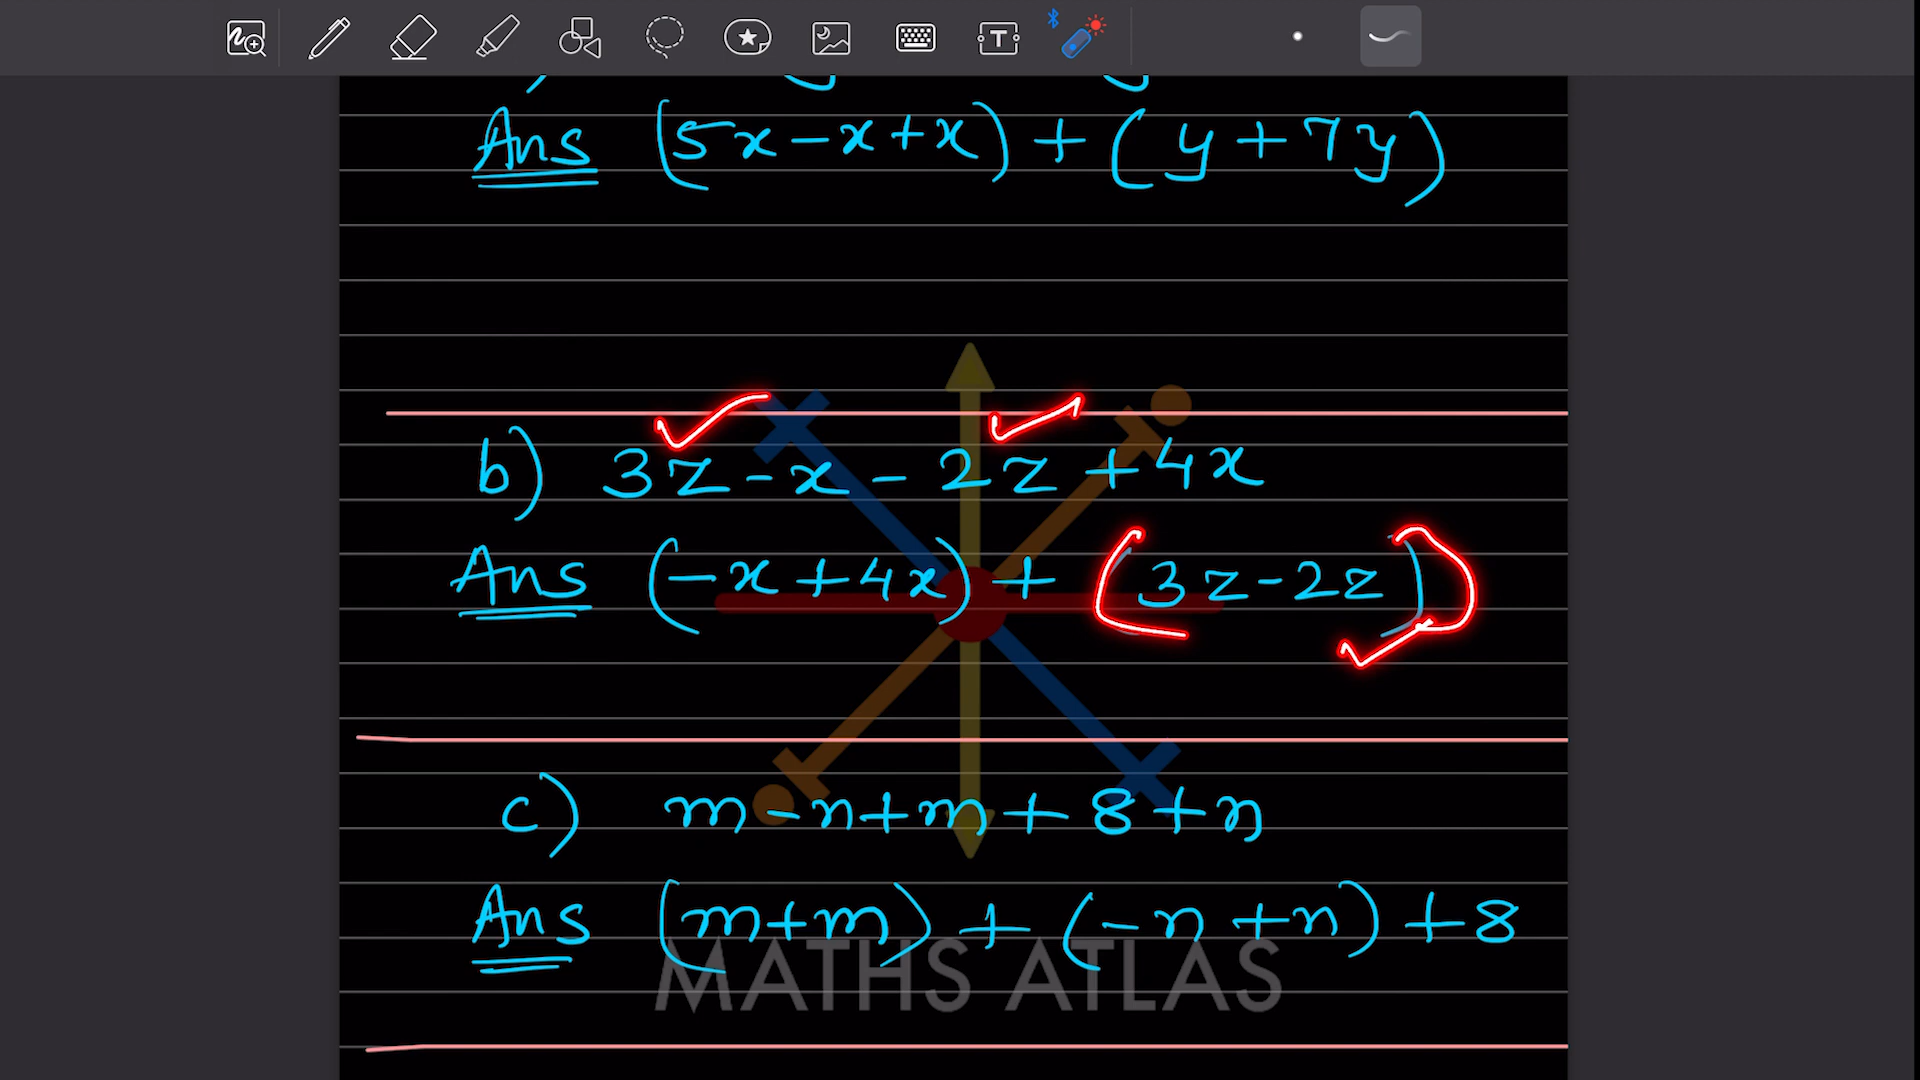 Ans (5x-x+x)+(y+7y)
b) 3z-x-2z+4x
Ans (-x+4x)+(3z-2z)
c) m-n+m+8+n
Ans (m+m)+(-n+n)+8
MATHS ATLAS